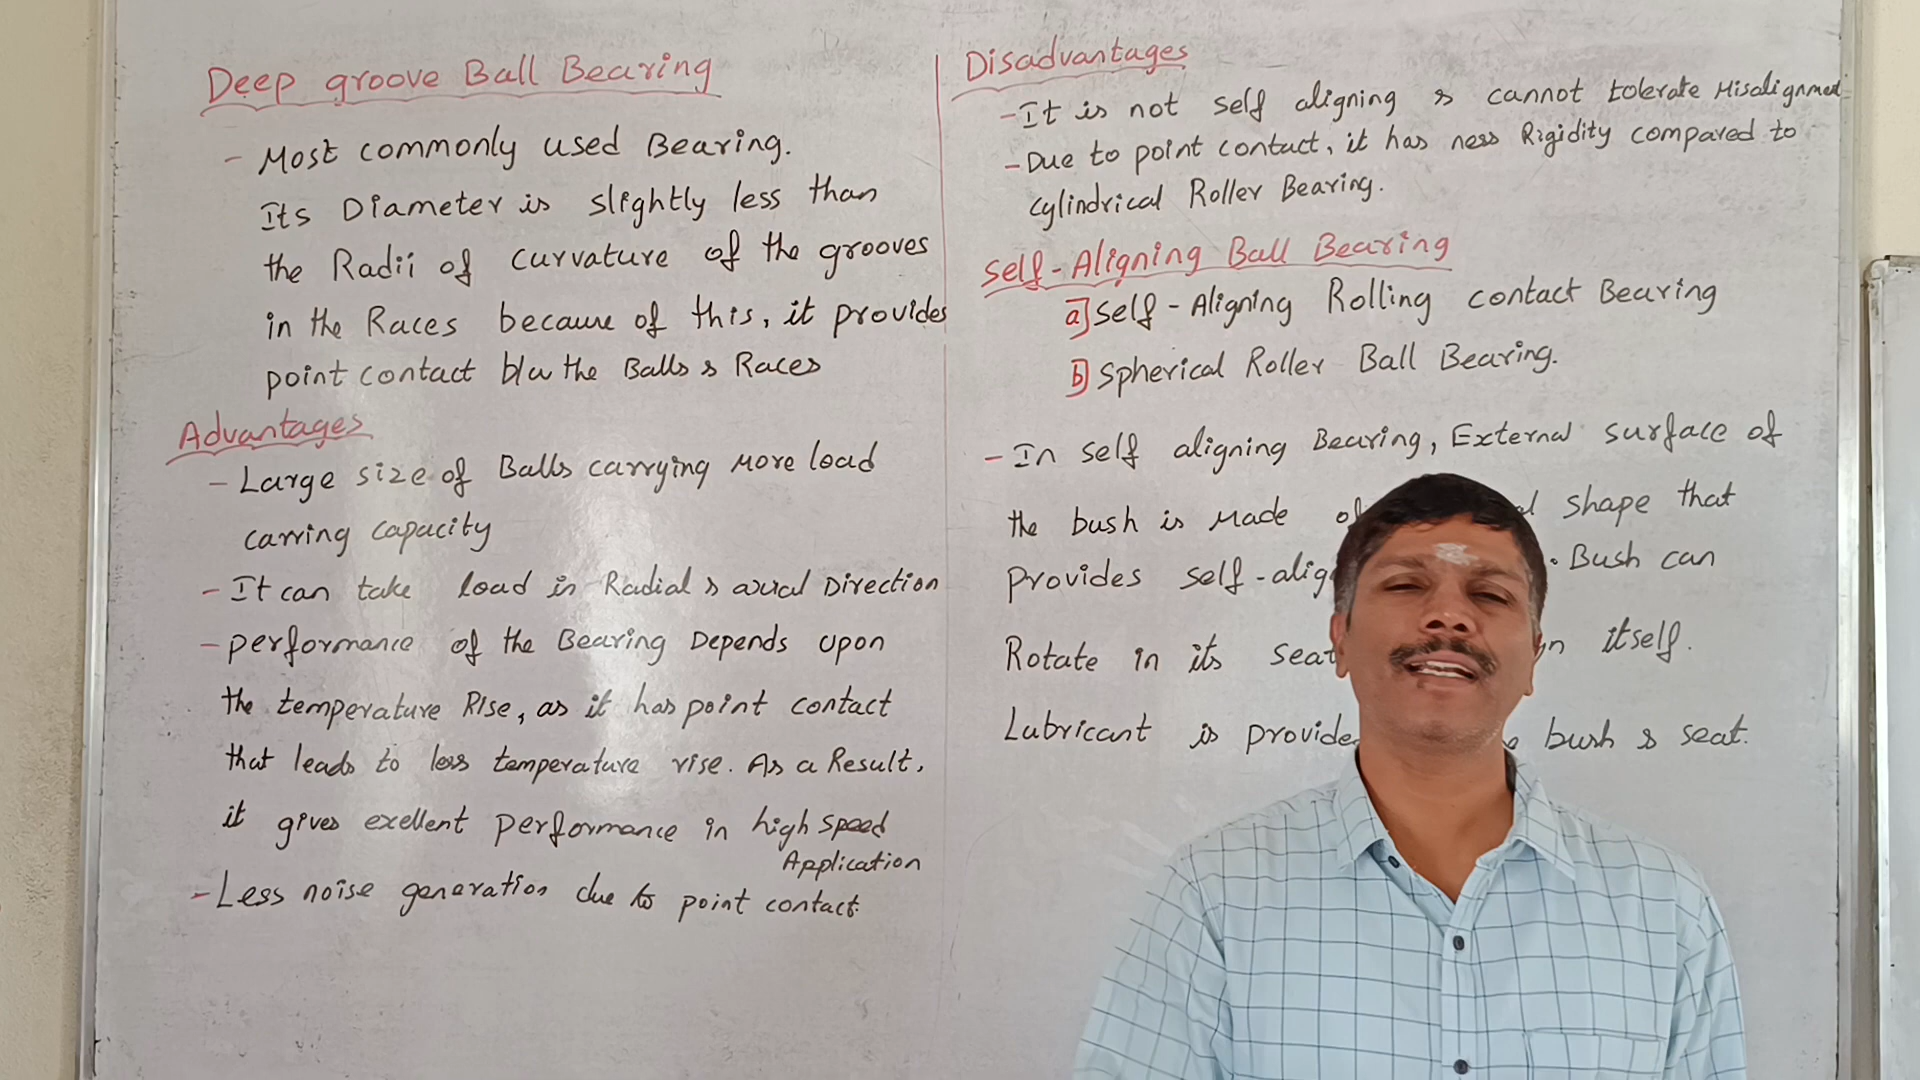 Deep groove Ball Bearing
- Most commonly used Bearing.
Its Diameter is slightly less than
the Radii of curvature of the grooves
in the Races because of this, it provides
point contact b/w the Balls & Races
Advantages
- Large size of Balls carrying More load
carring capacity
- It can take load in Radial & axial Direction
- performance of the Bearing Depends upon
the temperature Rise, as it has point contact
that leads to less temperature rise. As a Result,
it gives exellent performance in high speed
Application
- Less noise generation due to point contact.
Disadvantages
- It is not self aligning & cannot tolerate Misalignment
- Due to point contact, it has ness Rigidity compared to
cylindrical Roller Bearing.
Self-Aligning Ball Bearing
a] Self-Aligning Rolling contact Bearing
b] Spherical Roller Ball Bearing.
- In self aligning Bearing, External surface of
the bush is Made shape that
provides self- Bush can
Rotate in its seat itself.
Lubricant is bush & seat.